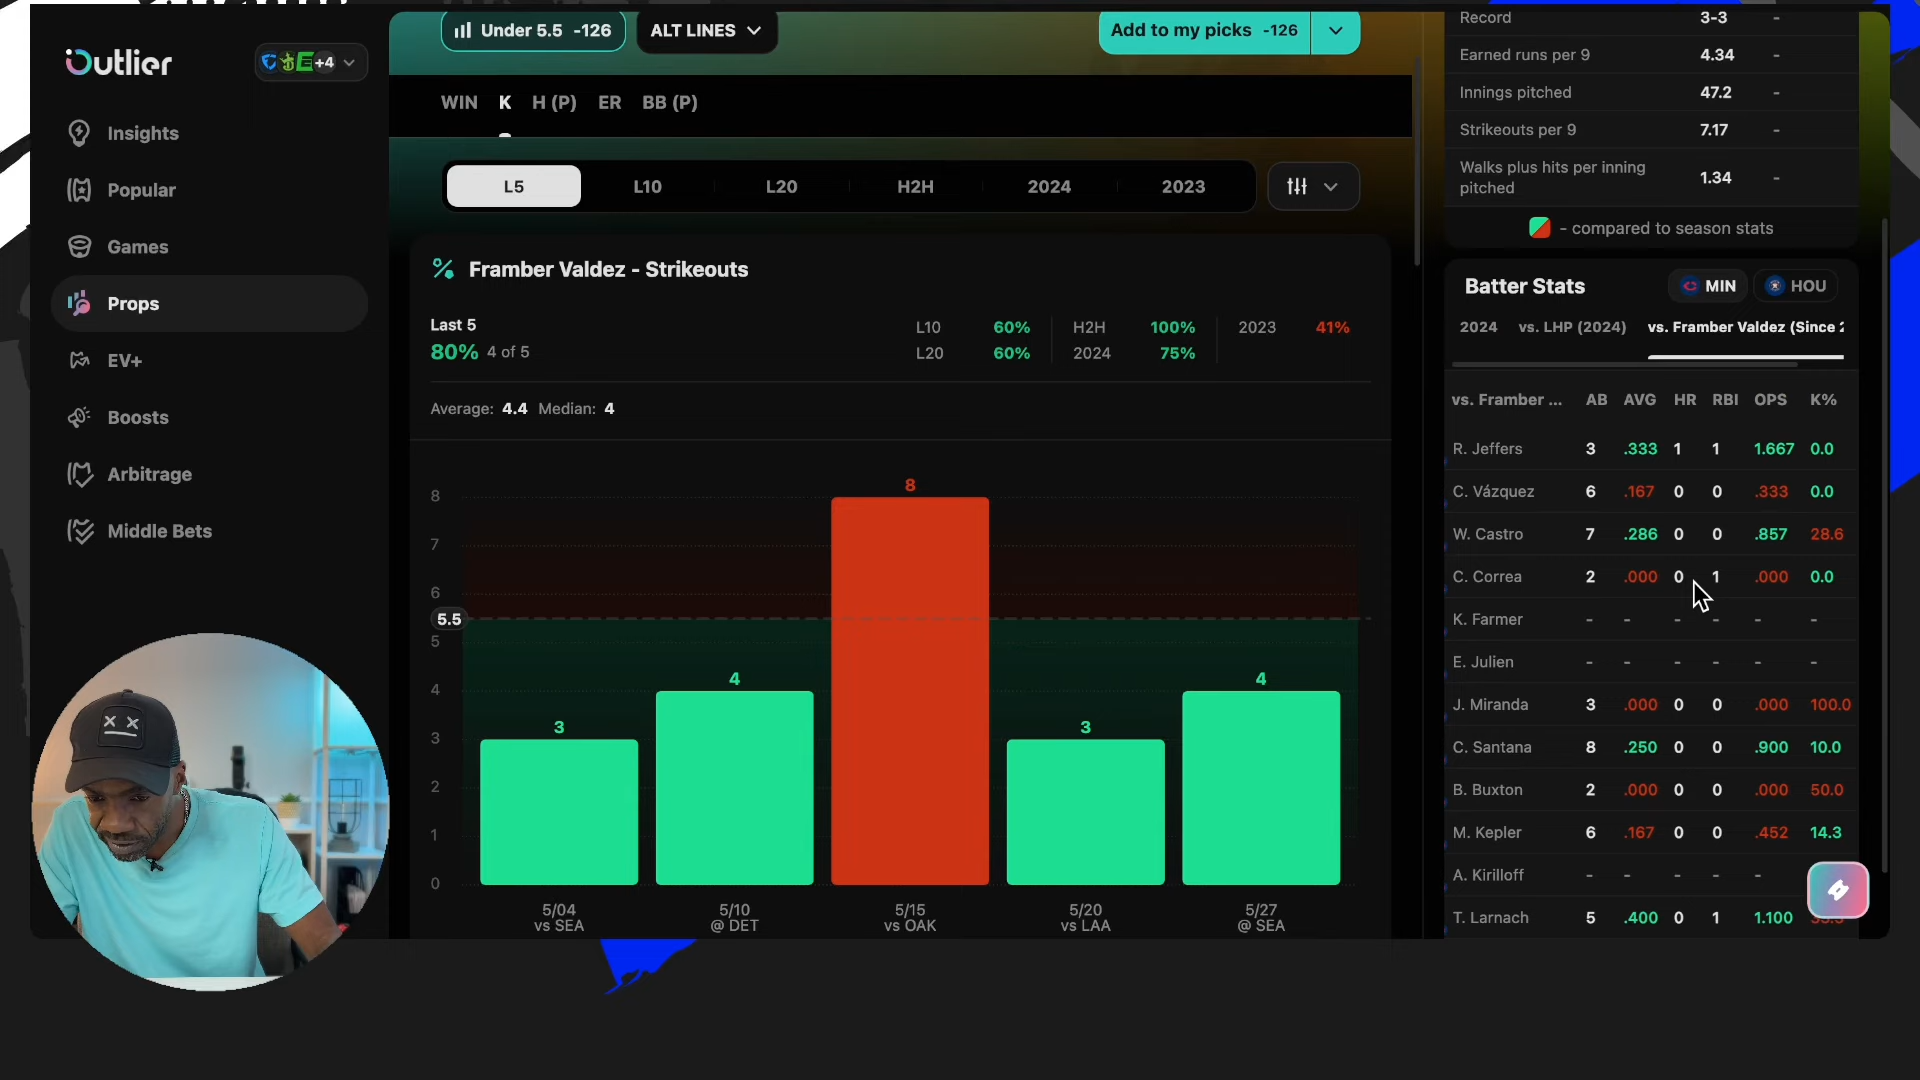 Outlier
+4
Insights
Popular
Games
Props
EV+
Boosts
Arbitrage
Middle Bets
Under 5.5 -126
ALT LINES
Add to my picks -126
WIN K H (P) ER BB (P)
L5 L10 L20 H2H 2024 2023
Framber Valdez - Strikeouts
Last 5
80% 4 of 5
L10 60% H2H 100% 2023 41%
L20 60% 2024 75%
Average: 4.4 Median: 4
8
7
6
5.5
5
4
3
2
1
0
3
4
8
3
4
5/04
vs SEA
5/10
@ DET
5/15
vs OAK
5/20
vs LAA
5/27
@ SEA
Record 3-3 -
Earned runs per 9 4.34 -
Innings pitched 47.2 -
Strikeouts per 9 7.17 -
Walks plus hits per inning
pitched 1.34 -
- compared to season stats
Batter Stats MIN HOU
2024 vs. LHP (2024) vs. Framber Valdez (Since 2
vs. Framber ... AB AVG HR RBI OPS K%
R. Jeffers 3 .333 1 1 1.667 0.0
C. Vázquez 6 .167 0 0 .333 0.0
W. Castro 7 .286 0 0 .857 28.6
C. Correa 2 .000 0 1 .000 0.0
K. Farmer - - - - - -
E. Julien - - - - - -
J. Miranda 3 .000 0 0 .000 100.0
C. Santana 8 .250 0 0 .900 10.0
B. Buxton 2 .000 0 0 .000 50.0
M. Kepler 6 .167 0 0 .452 14.3
A. Kirilloff - - - - -
T. Larnach 5 .400 0 1 1.100